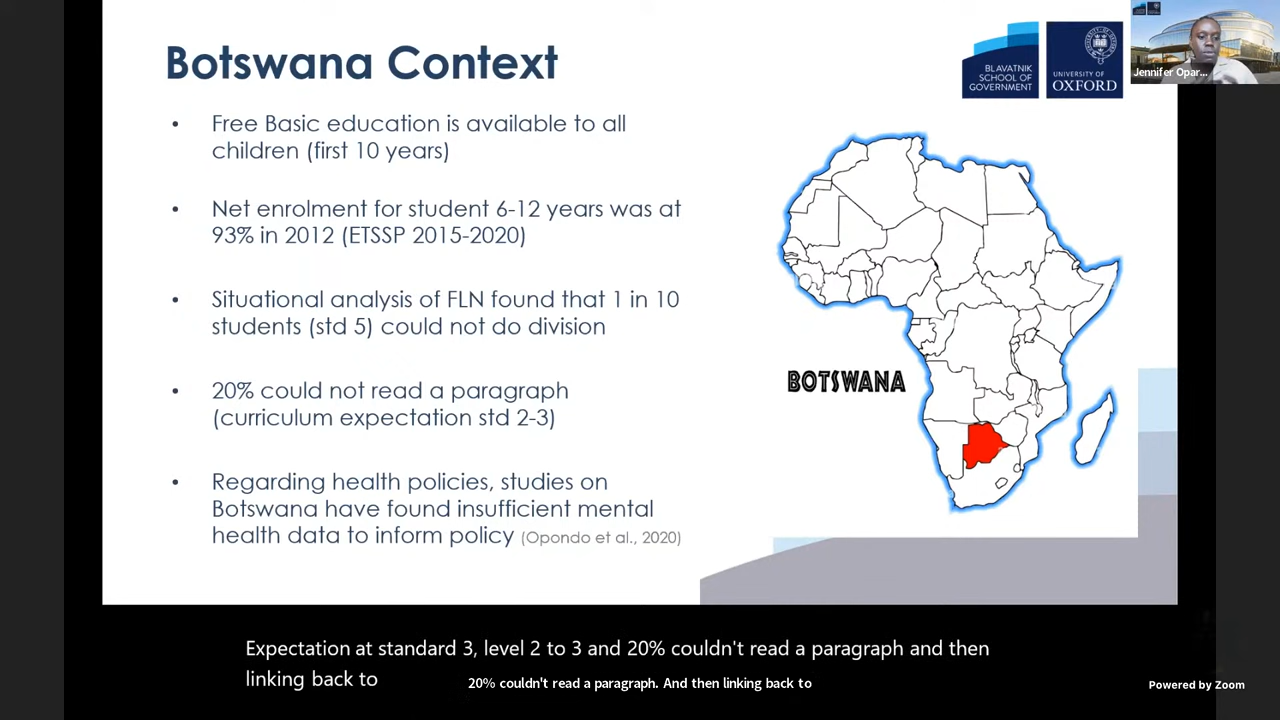 Botswana Context
BLAVATNIK
SCHOOL OF
GOVERNMENT
UNIVERSITY OF
OXFORD
Jennifer Opar...
• Free Basic education is available to all
children (first 10 years)
• Net enrolment for student 6-12 years was at
93% in 2012 (ETSSP 2015-2020)
• Situational analysis of FLN found that 1 in 10
students (std 5) could not do division
• 20% could not read a paragraph
(curriculum expectation std 2-3)
• Regarding health policies, studies on
Botswana have found insufficient mental
health data to inform policy (Opondo et al., 2020)
BOTSWANA
Expectation at standard 3, level 2 to 3 and 20% couldn't read a paragraph and then
linking back to
20% couldn't read a paragraph. And then linking back to
Powered by Zoom